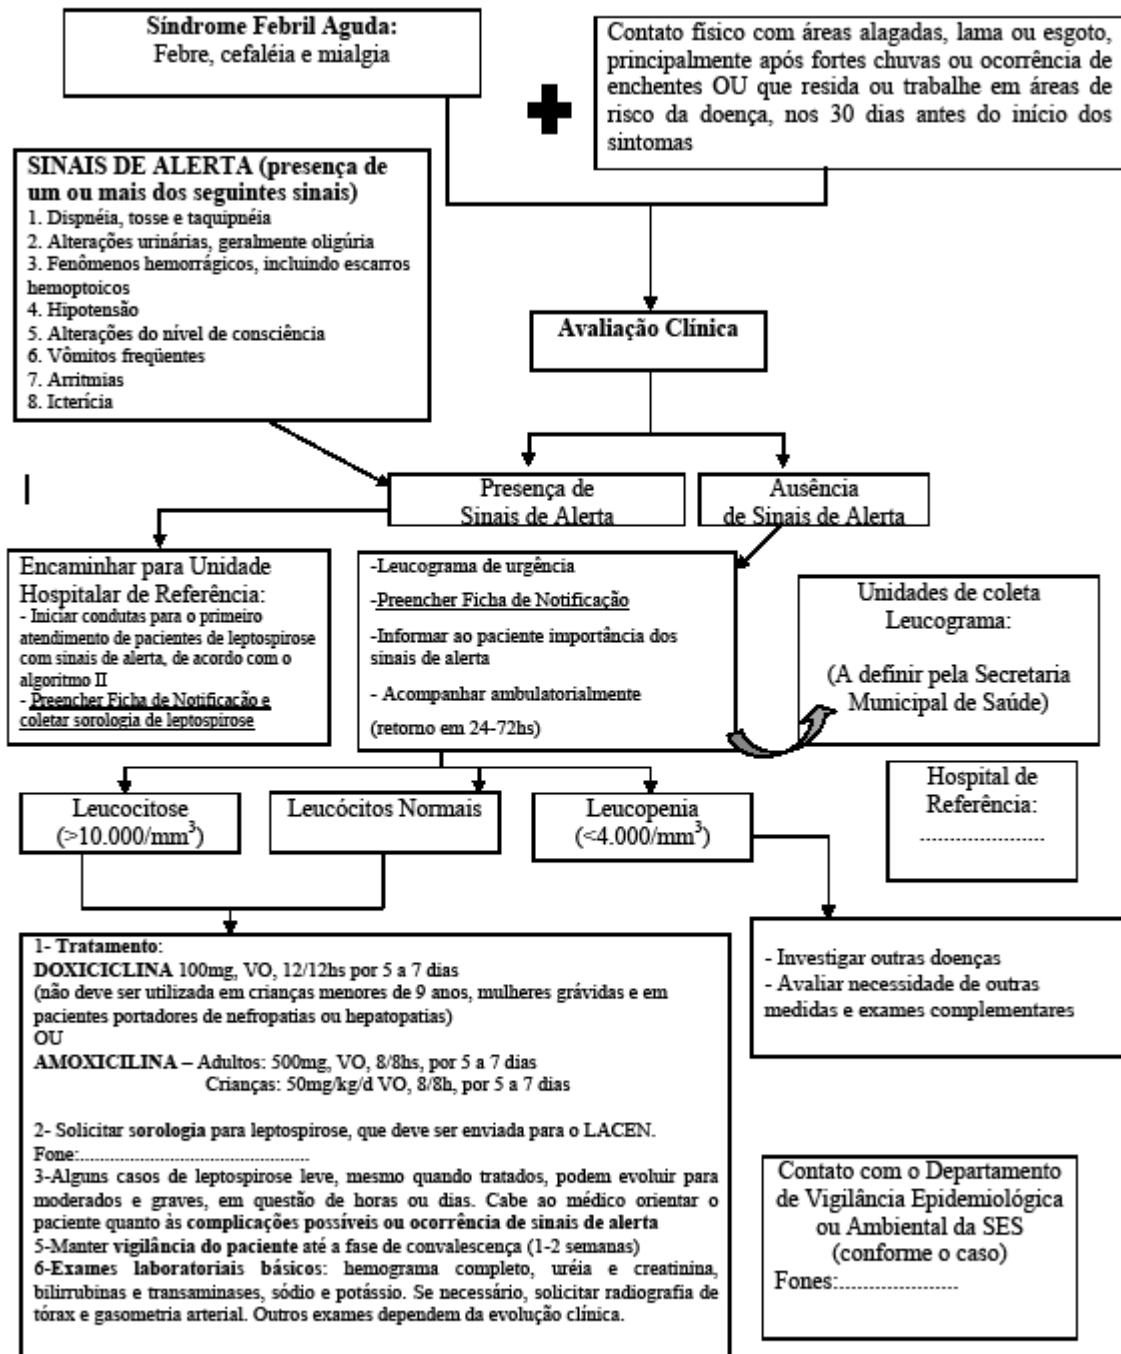 Síndrome Febril Aguda:
Febre, cefaléia e mialgia
Contato físico com áreas alagadas, lama ou esgoto,
principalmente após fortes chuvas ou ocorrência de
enchentes OU que resida ou trabalhe em áreas de
risco da doença, nos 30 dias antes do início dos
sintomas
SINAIS DE ALERTA (presença de
um ou mais dos seguintes sinais)
1. Dispnéia, tosse e taquipnéia
2. Alterações urinárias, geralmente oligúria
3. Fenômenos hemorrágicos, incluindo escarros
hemoptoicos
4. Hipotensão
5. Alterações do nível de consciência
6. Vômitos freqüentes
7. Arritmias
8. Icterícia
Avaliação Clínica
Presença de
Sinais de Alerta
Ausência
de Sinais de Alerta
Encaminhar para Unidade
Hospitalar de Referência:
- Iniciar condutas para o primeiro
atendimento de pacientes de leptospirose
com sinais de alerta, de acordo com o
algoritmo II
- Preencher Ficha de Notificação e
coletar sorologia de leptospirose
-Leucograma de urgência
-Preencher Ficha de Notificação
-Informar ao paciente importância dos
sinais de alerta
- Acompanhar ambulatorialmente
(retorno em 24-72hs)
Unidades de coleta
Leucograma:
(A definir pela Secretaria
Municipal de Saúde)
Leucocitose
(>10.000/mm³)
Leucócitos Normais
Leucopenia
(<4.000/mm³)
Hospital de
Referência:
........................
1- Tratamento:
DOXICICLINA 100mg, VO, 12/12hs por 5 a 7 dias
(não deve ser utilizada em crianças menores de 9 anos, mulheres grávidas e em
pacientes portadores de nefropatias ou hepatopatias)
OU
AMOXICILINA – Adultos: 500mg, VO, 8/8hs, por 5 a 7 dias
Crianças: 50mg/kg/d VO, 8/8h, por 5 a 7 dias
2- Solicitar sorologia para leptospirose, que deve ser enviada para o LACEN.
Fone:..............................................
3-Alguns casos de leptospirose leve, mesmo quando tratados, podem evoluir para
moderados e graves, em questão de horas ou dias. Cabe ao médico orientar o
paciente quanto às complicações possíveis ou ocorrência de sinais de alerta
5-Manter vigilância do paciente até a fase de convalescença (1-2 semanas)
6-Exames laboratoriais básicos: hemograma completo, uréia e creatinina,
bilirrubinas e transaminases, sódio e potássio. Se necessário, solicitar radiografia de
tórax e gasometria arterial. Outros exames dependem da evolução clínica.
- Investigar outras doenças
- Avaliar necessidade de outras
medidas e exames complementares
Contato com o Departamento
de Vigilância Epidemiológica
ou Ambiental da SES
(conforme o caso)
Fones:.......................